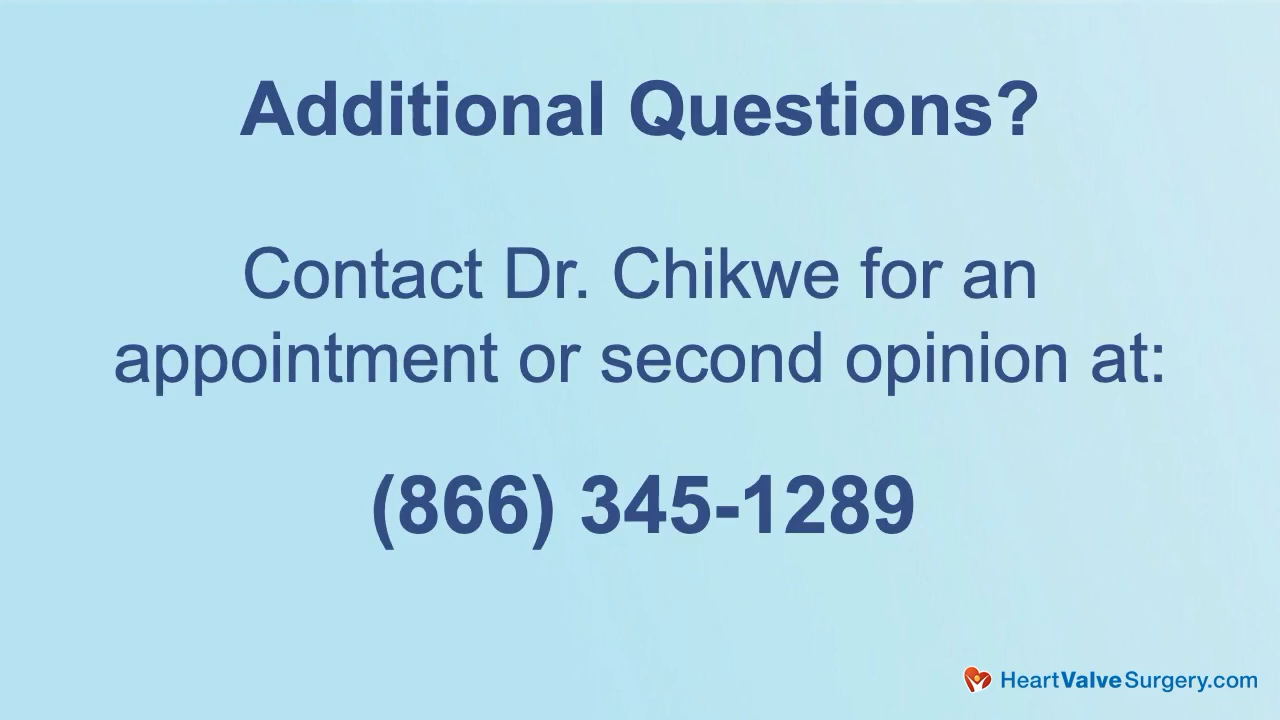 Additional Questions?
Contact Dr. Chikwe for an
appointment or second opinion at:
(866) 345-1289
HeartValveSurgery.com